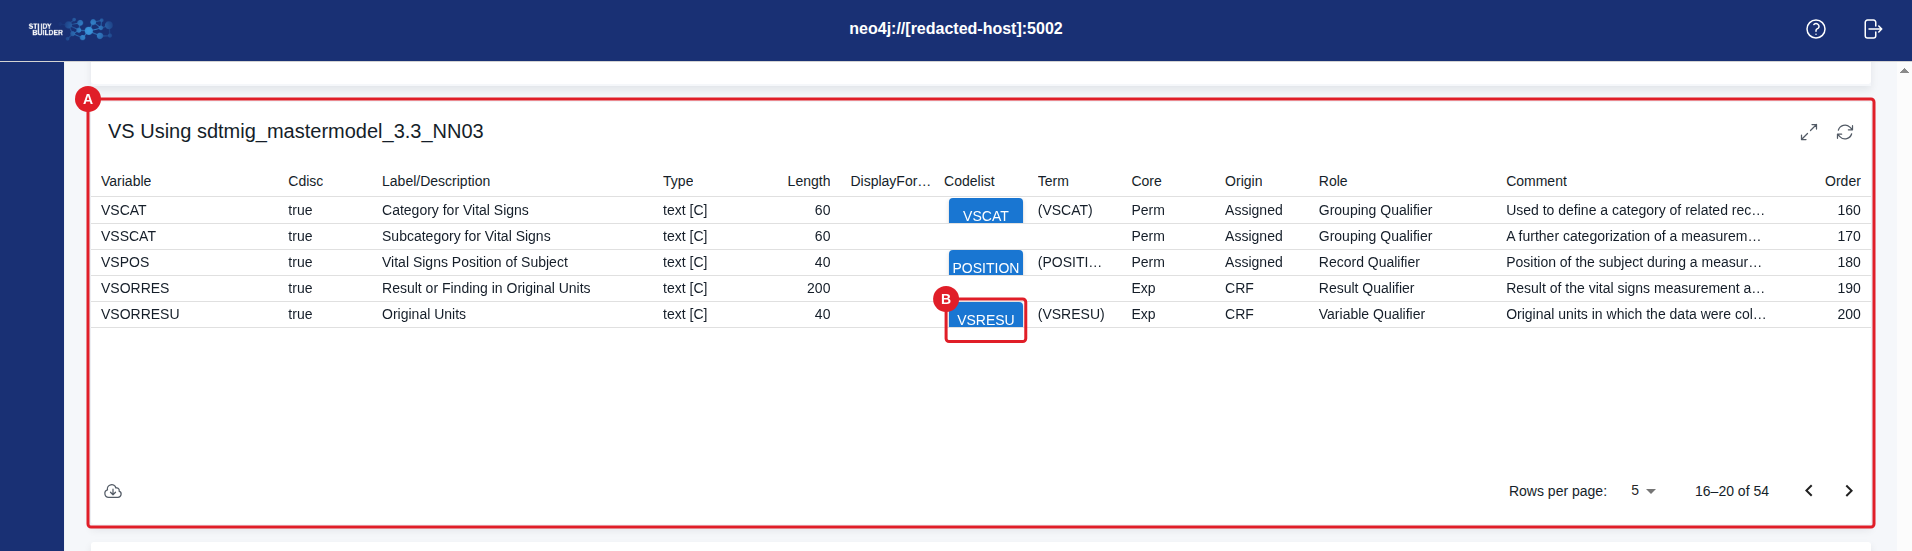 STUDY
BUILDER
neo4j://[redacted-host]:5002
A
VS Using sdtmig_mastermodel_3.3_NN03
Variable Cdisc Label/Description Type Length DisplayFor… Codelist Term Core Origin Role Comment Order
VSCAT true Category for Vital Signs text [C] 60 VSCAT (VSCAT) Perm Assigned Grouping Qualifier Used to define a category of related rec… 160
VSSCAT true Subcategory for Vital Signs text [C] 60 Perm Assigned Grouping Qualifier A further categorization of a measurem… 170
VSPOS true Vital Signs Position of Subject text [C] 40 POSITION (POSITI… Perm Assigned Record Qualifier Position of the subject during a measur… 180
VSORRES true Result or Finding in Original Units text [C] 200 Exp CRF Result Qualifier Result of the vital signs measurement a… 190
B
VSORRESU true Original Units text [C] 40 VSRESU (VSRESU) Exp CRF Variable Qualifier Original units in which the data were col… 200
Rows per page: 5 16–20 of 54